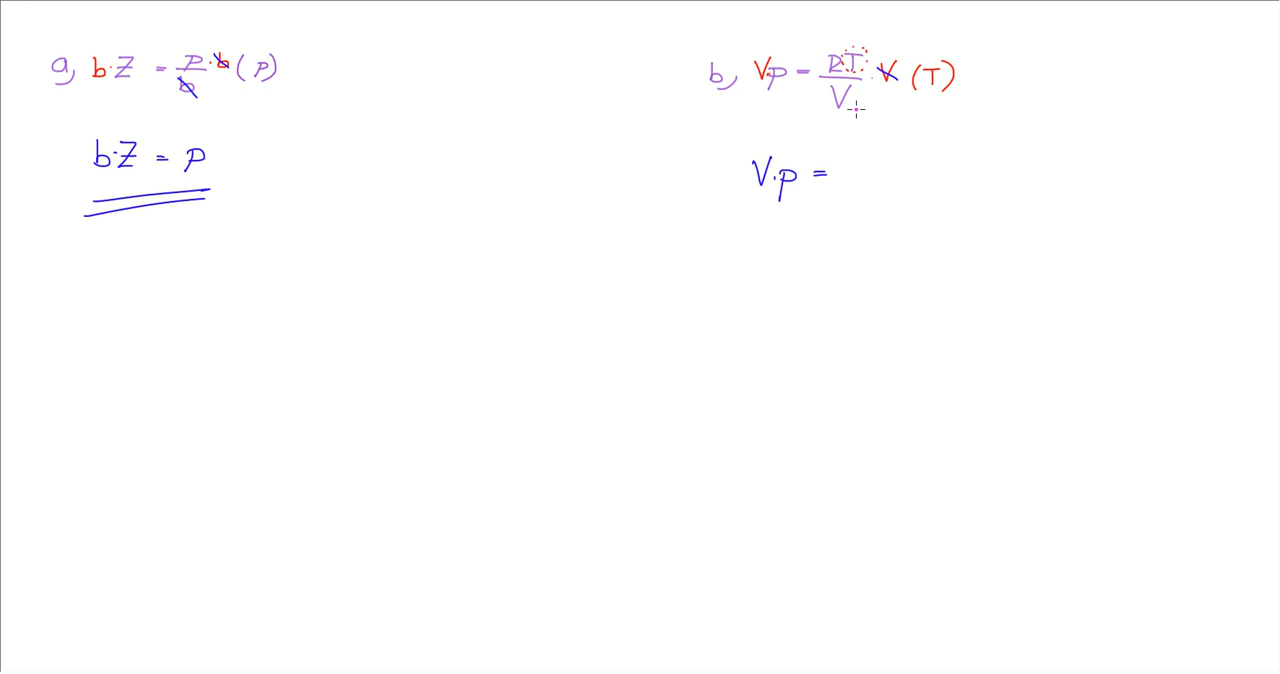 a) b·Z = p/b · b (p)
b·Z = p
b) V·p = RT/V · V (T)
V·p =